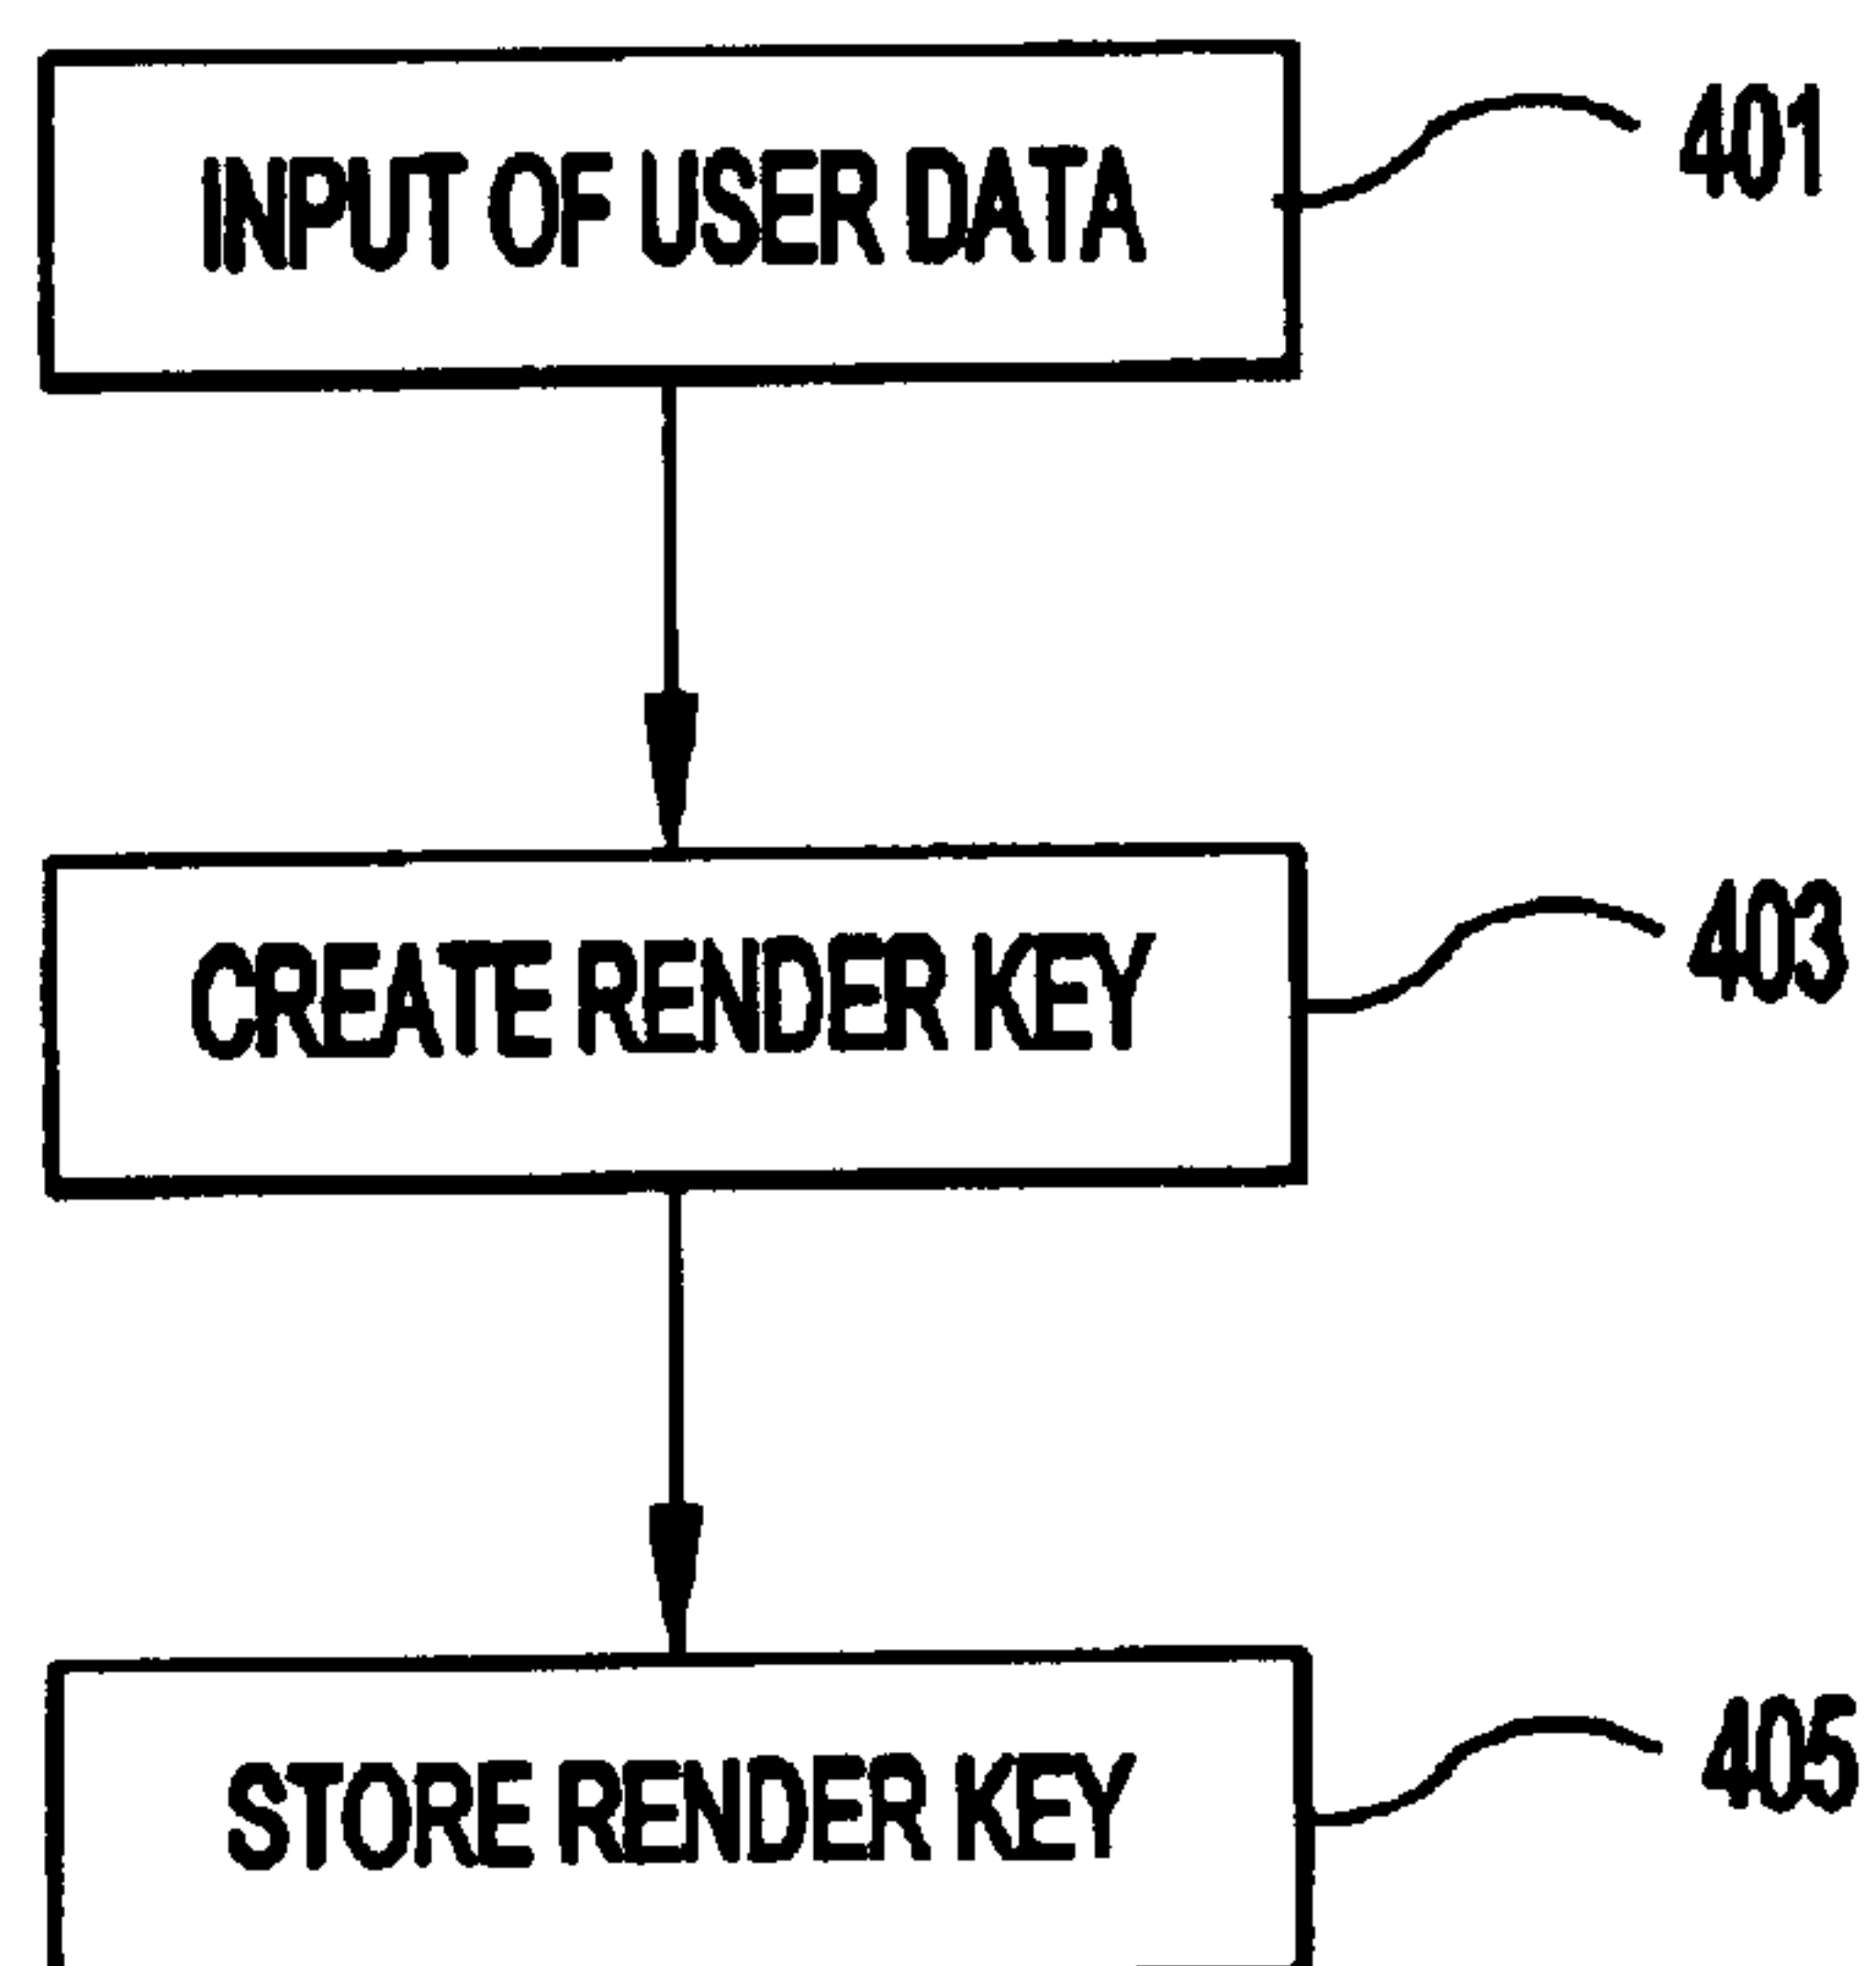 INPUT OF USER DATA
401
CREATE RENDER KEY
403
STORE RENDER KEY
405